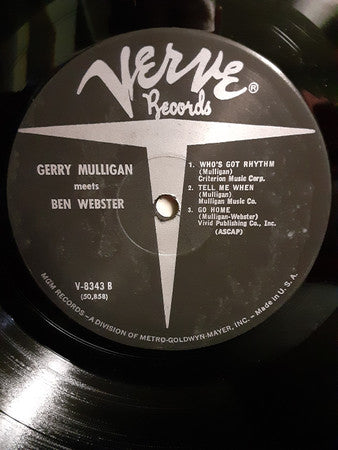 VERVE ®
Records
GERRY MULLIGAN
meets
BEN WEBSTER
V-8343 B
(50,858)
1. WHO'S GOT RHYTHM
(Mulligan)
Criterion Music Corp.
2. TELL ME WHEN
(Mulligan)
Mulligan Music Co.
3. GO HOME
(Mulligan-Webster)
Vivid Publishing Co., Inc.
(ASCAP)
MGM RECORDS—A DIVISION OF METRO-GOLDWYN-MAYER, INC.—Made in U.S.A.